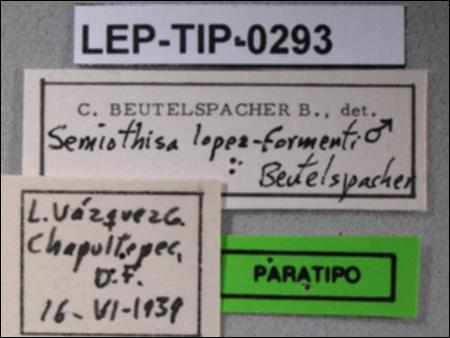 LEP-TIP-0293
C. BEUTELSPACHER B., det.
Semiothisa lopez-formenti ♂
Beutelspacher
L. Vázquez G.
Chapultepec,
D.F.
16-VI-1939
PARATIPO